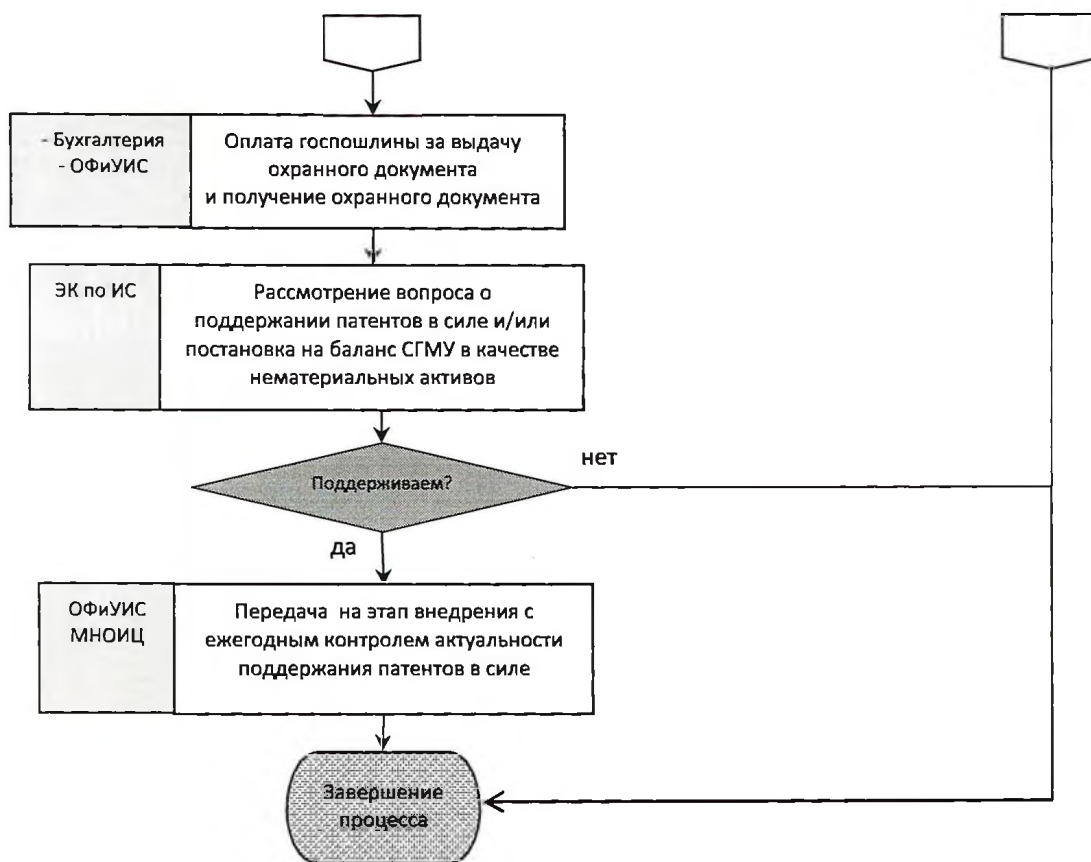 - Бухгалтерия
- ОФиУИС
Оплата госпошлины за выдачу
охранного документа
и получение охранного документа
ЭК по ИС
Рассмотрение вопроса о
поддержании патентов в силе и/или
постановка на баланс СГМУ в качестве
нематериальных активов
Поддерживаем?
нет
да
ОФиУИС
МНОИЦ
Передача на этап внедрения с
ежегодным контролем актуальности
поддержания патентов в силе
Завершение
процесса